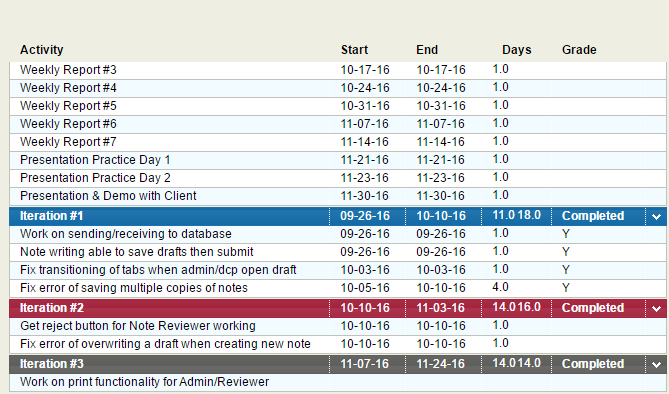 Activity Start End Days Grade
Weekly Report #3 10-17-16 10-17-16 1.0
Weekly Report #4 10-24-16 10-24-16 1.0
Weekly Report #5 10-31-16 10-31-16 1.0
Weekly Report #6 11-07-16 11-07-16 1.0
Weekly Report #7 11-14-16 11-14-16 1.0
Presentation Practice Day 1 11-21-16 11-21-16 1.0
Presentation Practice Day 2 11-23-16 11-23-16 1.0
Presentation & Demo with Client 11-30-16 11-30-16 1.0
Iteration #1 09-26-16 10-10-16 11.0 18.0 Completed
Work on sending/receiving to database 09-26-16 09-26-16 1.0 Y
Note writing able to save drafts then submit 09-26-16 09-26-16 1.0 Y
Fix transitioning of tabs when admin/dcp open draft 10-03-16 10-03-16 1.0 Y
Fix error of saving multiple copies of notes 10-05-16 10-10-16 4.0 Y
Iteration #2 10-10-16 11-03-16 14.0 16.0 Completed
Get reject button for Note Reviewer working 10-10-16 10-10-16 1.0
Fix error of overwriting a draft when creating new note 10-10-16 10-10-16 1.0
Iteration #3 11-07-16 11-24-16 14.0 14.0 Completed
Work on print functionality for Admin/Reviewer